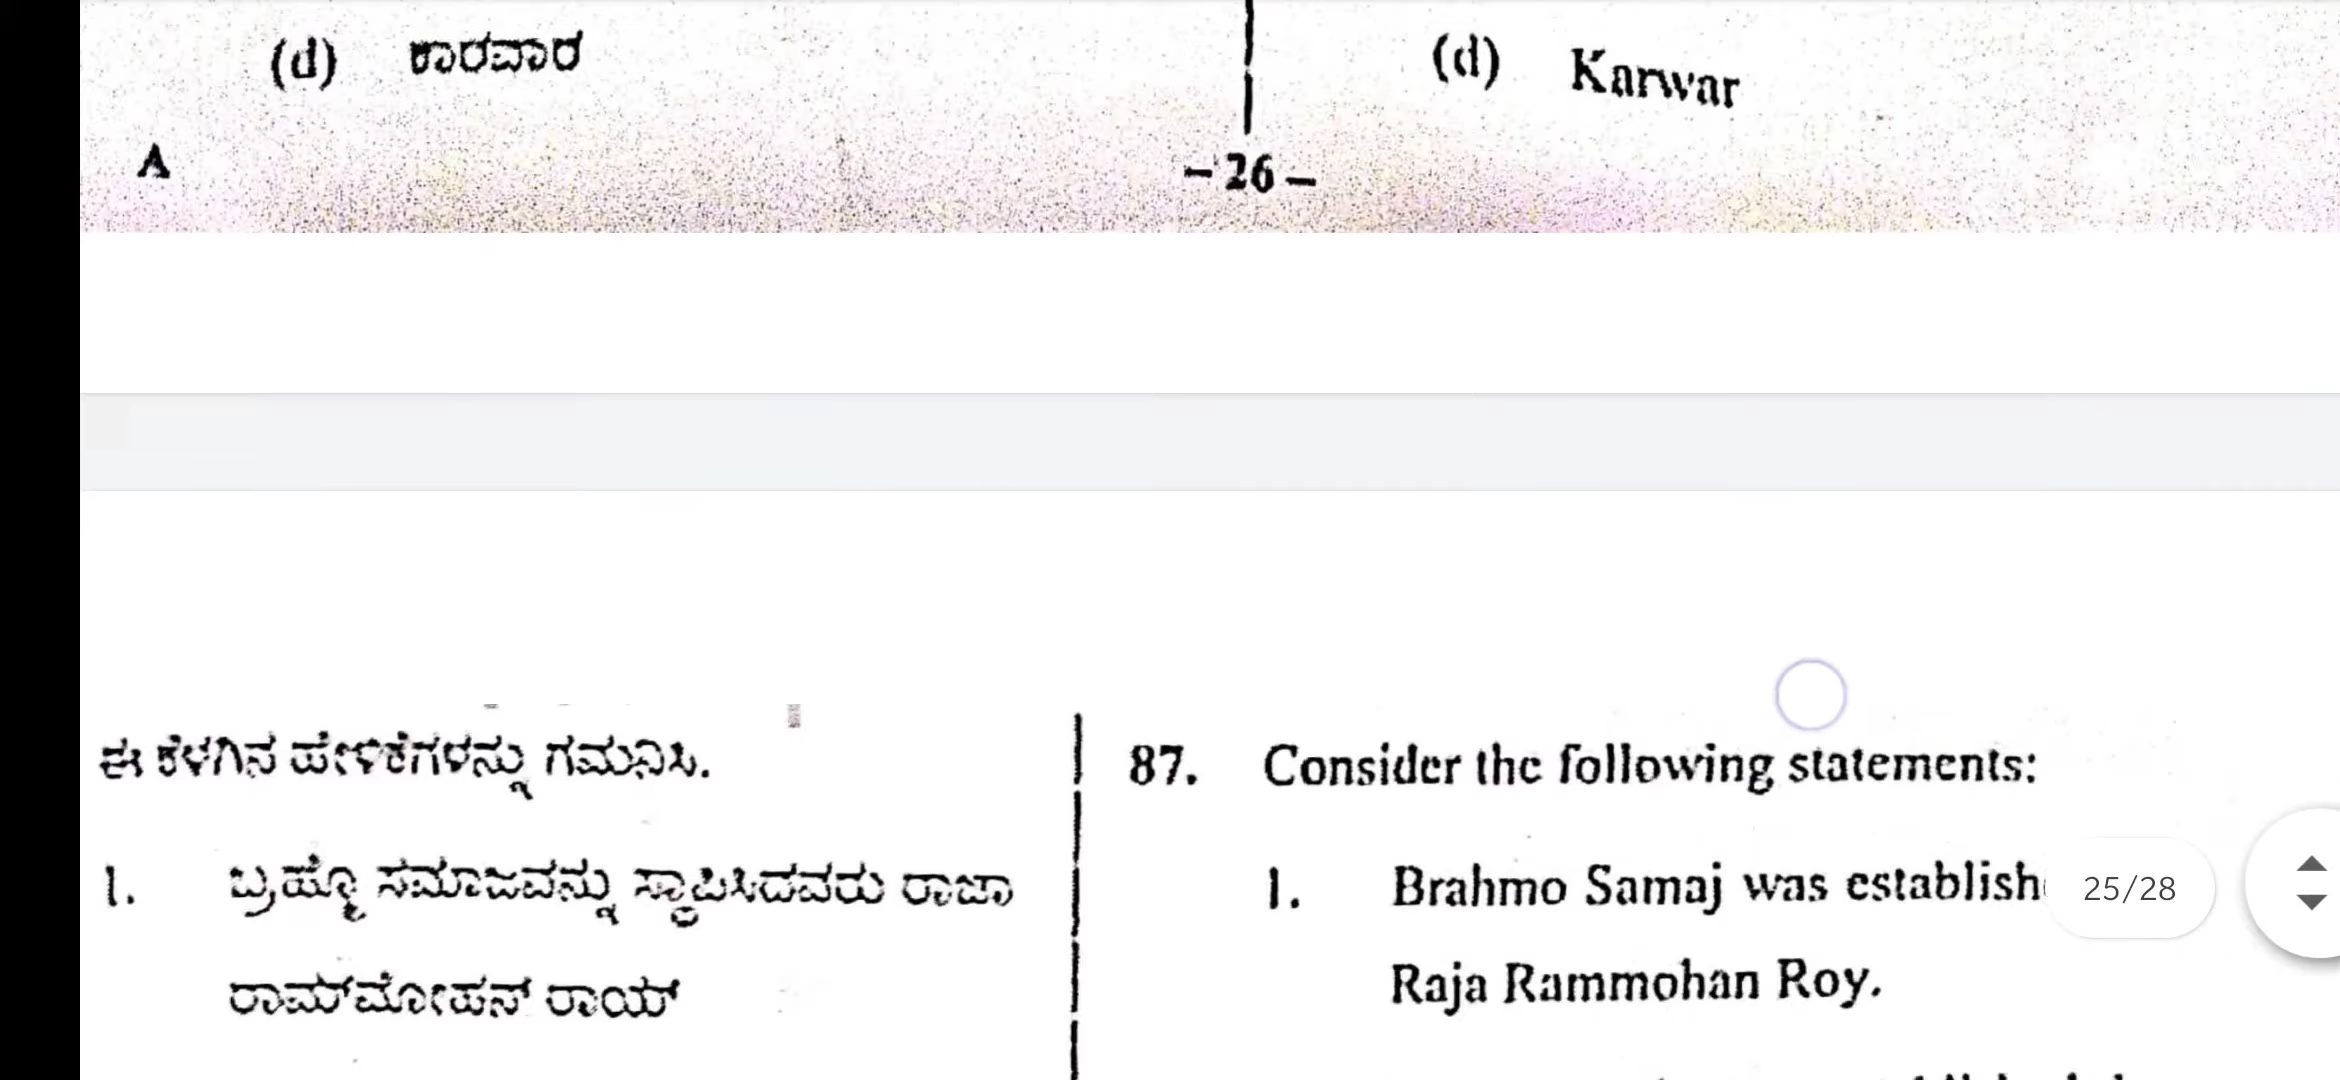 (d) ಕಾರವಾರ
(d) Karwar
A
– 26 –
ಈ ಕೆಳಗಿನ ಹೇಳಿಕೆಗಳನ್ನು ಗಮನಿಸಿ.
1. ಬ್ರಹ್ಮೊ ಸಮಾಜವನ್ನು ಸ್ಥಾಪಿಸಿದವರು ರಾಜಾ
ರಾಮ್‌ಮೋಹನ್ ರಾಯ್
87. Consider the following statements:
1. Brahmo Samaj was establish
Raja Rammohan Roy.
25/28